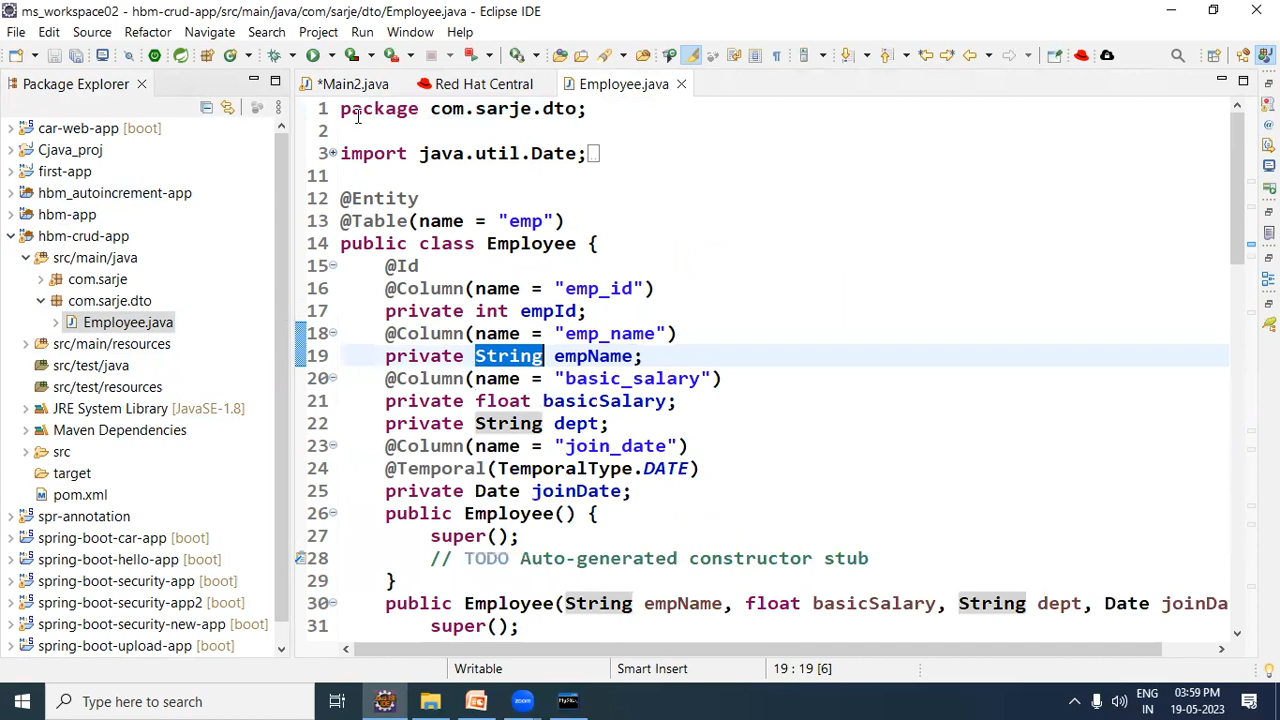 ms_workspace02 - hbm-crud-app/src/main/java/com/sarje/dto/Employee.java - Eclipse IDE
File Edit Source Refactor Navigate Search Project Run Window Help
Package Explorer
*Main2.java Red Hat Central Employee.java
car-web-app [boot]
Cjava_proj
first-app
hbm_autoincrement-app
hbm-app
hbm-crud-app
src/main/java
com.sarje
com.sarje.dto
Employee.java
src/main/resources
src/test/java
src/test/resources
JRE System Library [JavaSE-1.8]
Maven Dependencies
src
target
pom.xml
spr-annotation
spring-boot-car-app [boot]
spring-boot-hello-app [boot]
spring-boot-security-app [boot]
spring-boot-security-app2 [boot]
spring-boot-security-new-app [boot]
spring-boot-upload-app [boot]
1 package com.sarje.dto;
2
3 import java.util.Date;
11
12 @Entity
13 @Table(name = "emp")
14 public class Employee {
15 @Id
16 @Column(name = "emp_id")
17 private int empId;
18 @Column(name = "emp_name")
19 private String empName;
20 @Column(name = "basic_salary")
21 private float basicSalary;
22 private String dept;
23 @Column(name = "join_date")
24 @Temporal(TemporalType.DATE)
25 private Date joinDate;
26 public Employee() {
27 super();
28 // TODO Auto-generated constructor stub
29 }
30 public Employee(String empName, float basicSalary, String dept, Date joinDa
31 super();
Writable Smart Insert 19 : 19 [6]
Type here to search
zoom
MySQL
ENG
IN
03:59 PM
19-05-2023